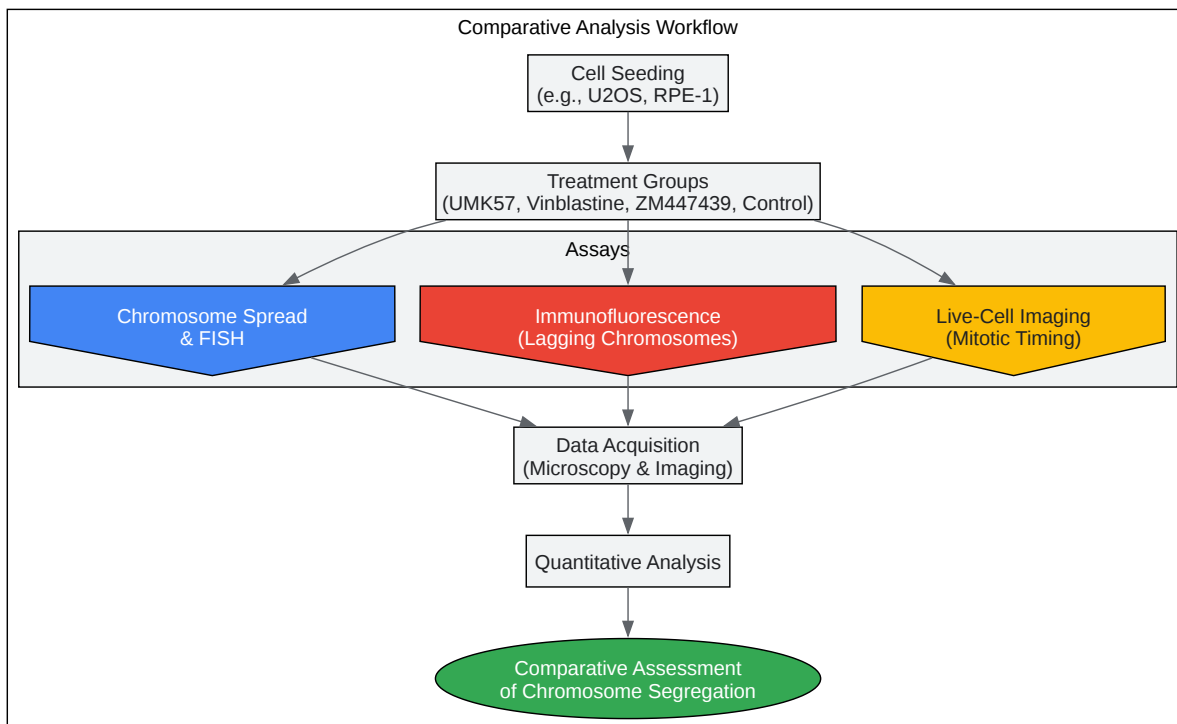 Comparative Analysis Workflow
Cell Seeding
(e.g., U2OS, RPE-1)
Treatment Groups
(UMK57, Vinblastine, ZM447439, Control)
Assays
Chromosome Spread
& FISH
Immunofluorescence
(Lagging Chromosomes)
Live-Cell Imaging
(Mitotic Timing)
Data Acquisition
(Microscopy & Imaging)
Quantitative Analysis
Comparative Assessment
of Chromosome Segregation